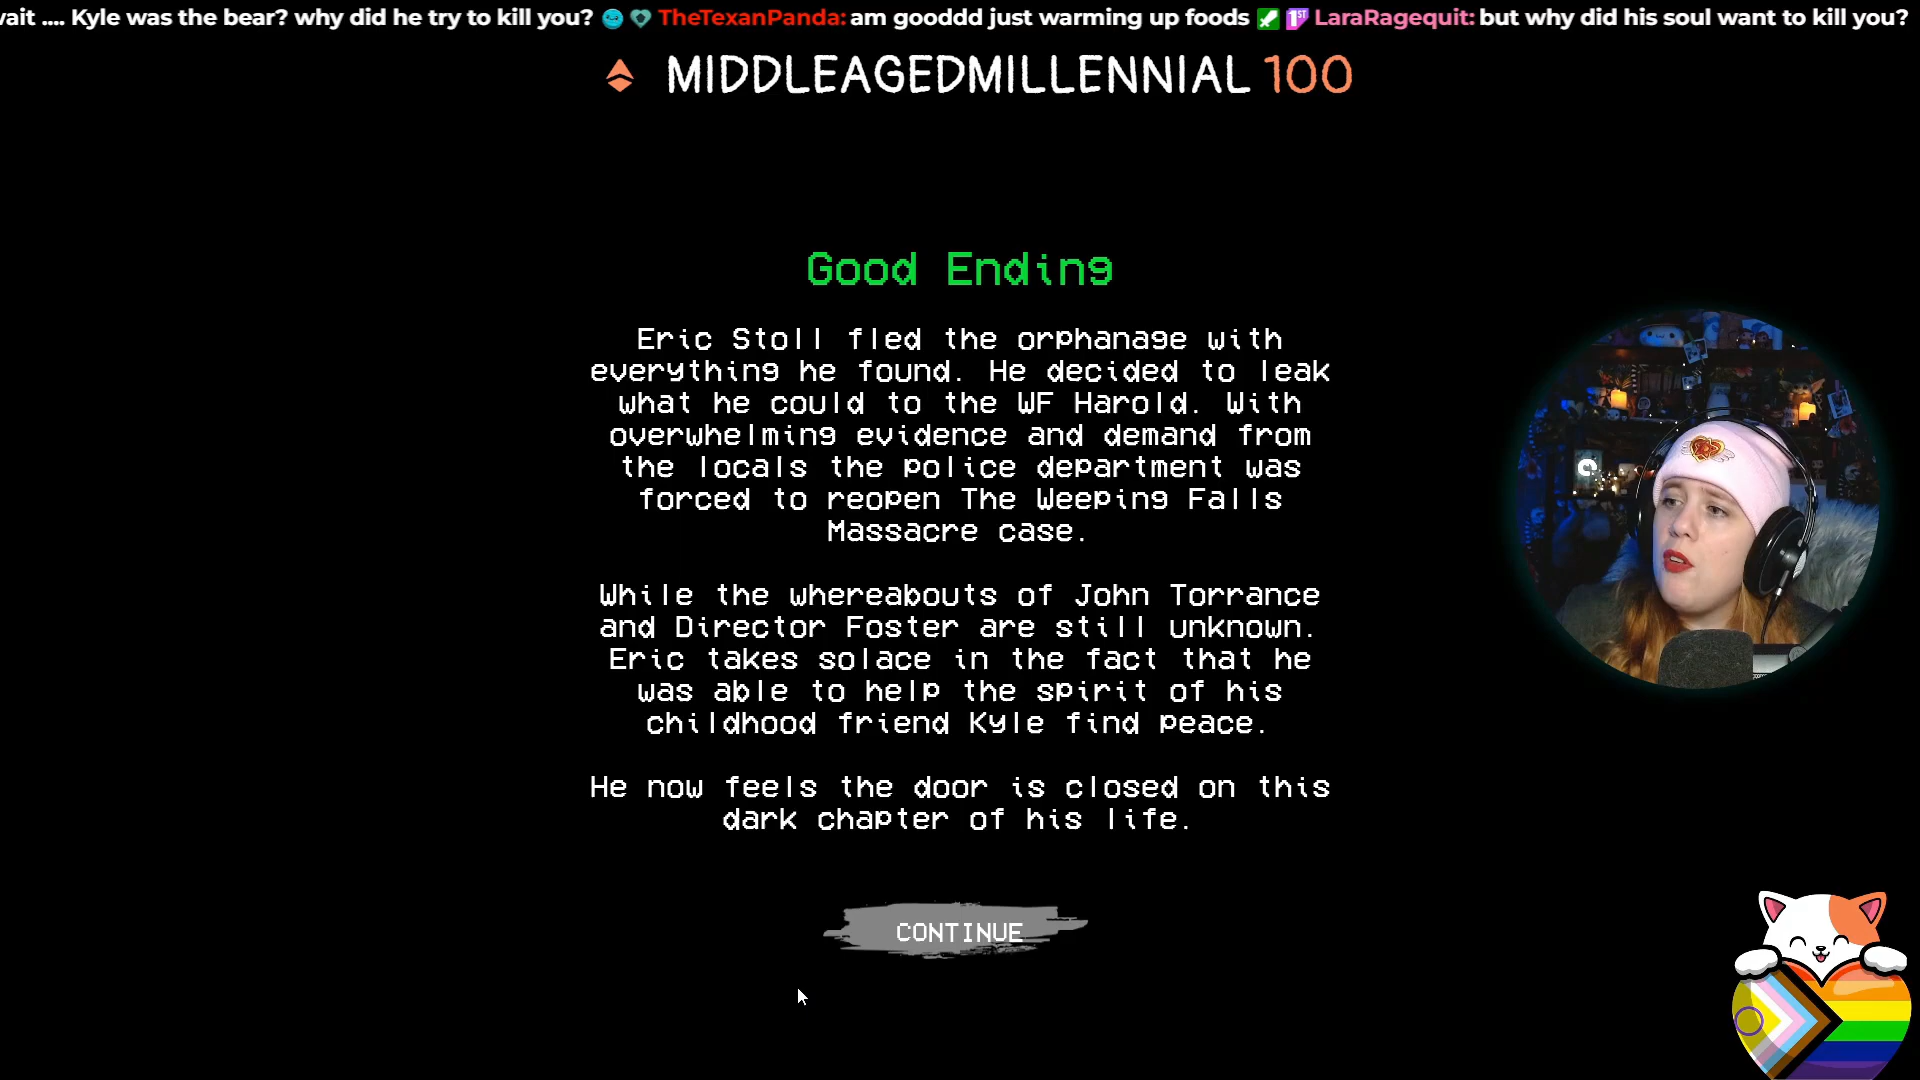 .... Kyle was the bear? why did he try to kill you? TheTexanPanda: am gooddd just warming up foods 1ST LaraRagequit: but why did his soul want to kill you?
MIDDLEAGEDMILLENNIAL 100
Good Ending
Eric Stoll fled the orphanage with
everything he found. He decided to leak
what he could to the WF Harold. With
overwhelming evidence and demand from
the locals the police department was
forced to reopen The Weeping Falls
Massacre case.
While the whereabouts of John Torrance
and Director Foster are still unknown.
Eric takes solace in the fact that he
was able to help the spirit of his
childhood friend Kyle find peace.
He now feels the door is closed on this
dark chapter of his life.
CONTINUE